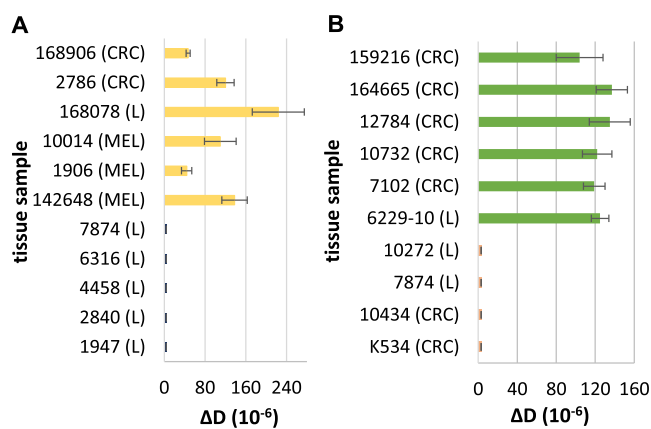 A
168906 (CRC)
2786 (CRC)
168078 (L)
10014 (MEL)
1906 (MEL)
142648 (MEL)
7874 (L)
6316 (L)
4458 (L)
2840 (L)
1947 (L)
tissue sample
0 80 160 240
ΔD (10⁻⁶)
B
159216 (CRC)
164665 (CRC)
12784 (CRC)
10732 (CRC)
7102 (CRC)
6229-10 (L)
10272 (L)
7874 (L)
10434 (CRC)
K534 (CRC)
tissue sample
0 40 80 120 160
ΔD (10⁻⁶)